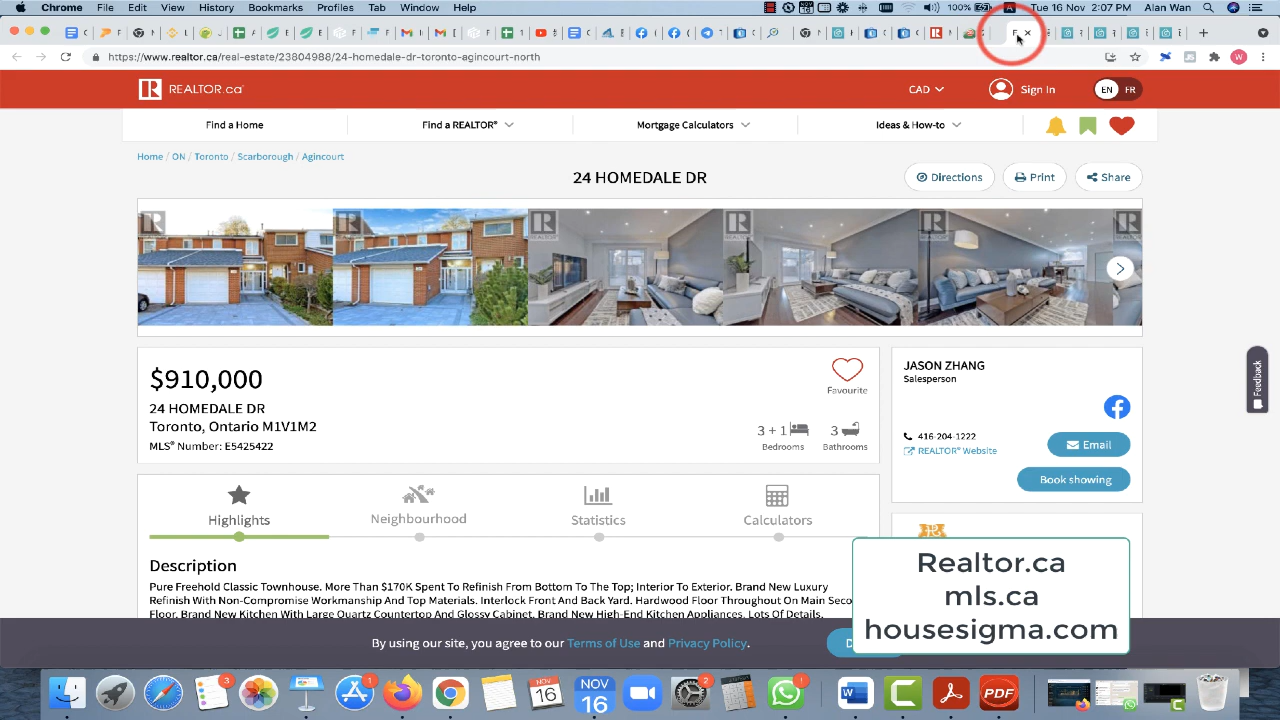 Chrome File Edit View History Bookmarks Profiles Tab Window Help
100% Tue 16 Nov 2:07 PM Alan Wan
https://www.realtor.ca/real-estate/23804988/24-homedale-dr-toronto-agincourt-north
W
REALTOR.ca
CAD
Sign In
EN FR
Find a Home
Find a REALTOR®
Mortgage Calculators
Ideas & How-to
Home / ON / Toronto / Scarborough / Agincourt
24 HOMEDALE DR
Directions
Print
Share
$910,000
24 HOMEDALE DR
Toronto, Ontario M1V1M2
MLS® Number: E5425422
Favourite
3 + 1
Bedrooms
3
Bathrooms
JASON ZHANG
Salesperson
416-204-1222
REALTOR® Website
Email
Book showing
Feedback
Highlights
Neighbourhood
Statistics
Calculators
Description
Pure Freehold Classic Townhouse. More Than $170K Spent To Refinish From Bottom To The Top; Interior To Exterior. Brand New Luxury
Refinish With Non-Compromise Workmanship And Top Materials. Interlock Front And Back Yard. Hardwood Floor Throughout On Main Seco
Floor. Brand New Kitchen With Large Quartz Countertop And Glossy Cabinet. Brand New High-End Kitchen Appliances. Lots Of Details.
Realtor.ca
mls.ca
housesigma.com
By using our site, you agree to our Terms of Use and Privacy Policy.
3
1
NOV
16
NOV
16
2
1
PDF